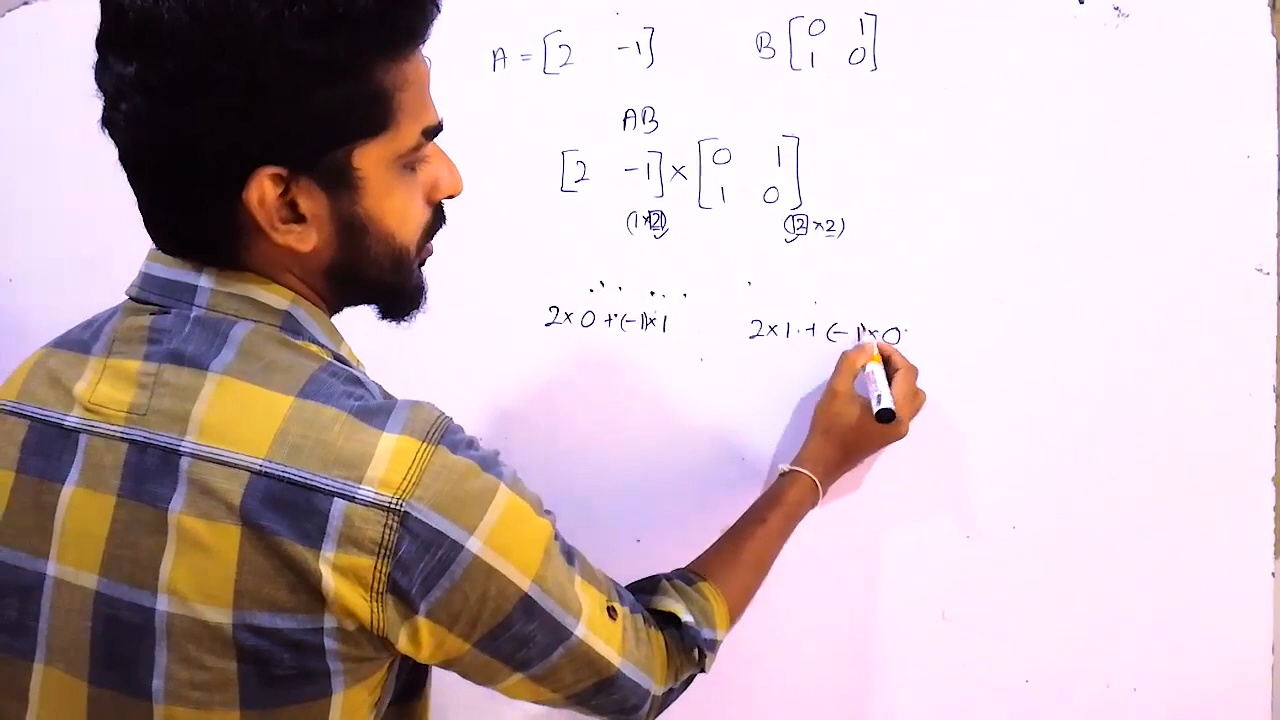 A = [2 -1] B [0 1
1 0]
AB
[2 -1] × [0 1
1 0]
(1×2) (2×2)
2×0+(-1)×1 2×1+(-1)×0